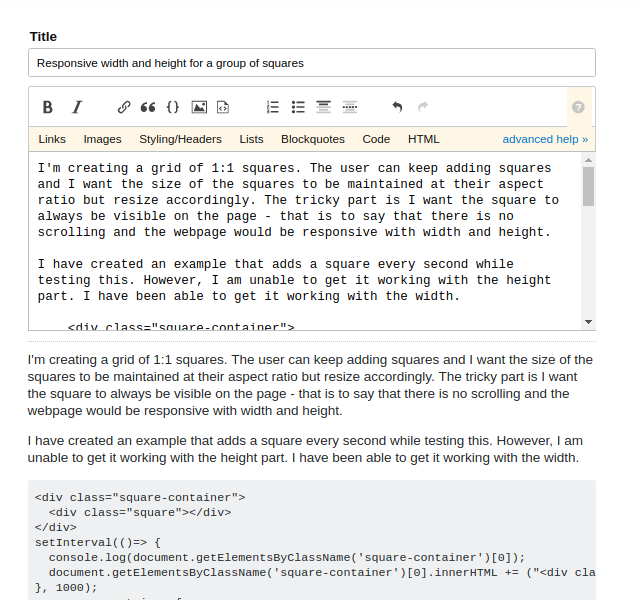 Title
Responsive width and height for a group of squares
B I
Links Images Styling/Headers Lists Blockquotes Code HTML advanced help »
I'm creating a grid of 1:1 squares. The user can keep adding squares
and I want the size of the squares to be maintained at their aspect
ratio but resize accordingly. The tricky part is I want the square to
always be visible on the page - that is to say that there is no
scrolling and the webpage would be responsive with width and height.
I have created an example that adds a square every second while
testing this. However, I am unable to get it working with the height
part. I have been able to get it working with the width.
<div class="square-container">
I'm creating a grid of 1:1 squares. The user can keep adding squares and I want the size of the
squares to be maintained at their aspect ratio but resize accordingly. The tricky part is I want
the square to always be visible on the page - that is to say that there is no scrolling and the
webpage would be responsive with width and height.
I have created an example that adds a square every second while testing this. However, I am
unable to get it working with the height part. I have been able to get it working with the width.
<div class="square-container">
<div class="square"></div>
</div>
setInterval(()=> {
console.log(document.getElementsByClassName('square-container')[0]);
document.getElementsByClassName('square-container')[0].innerHTML += ("<div cla
}, 1000);